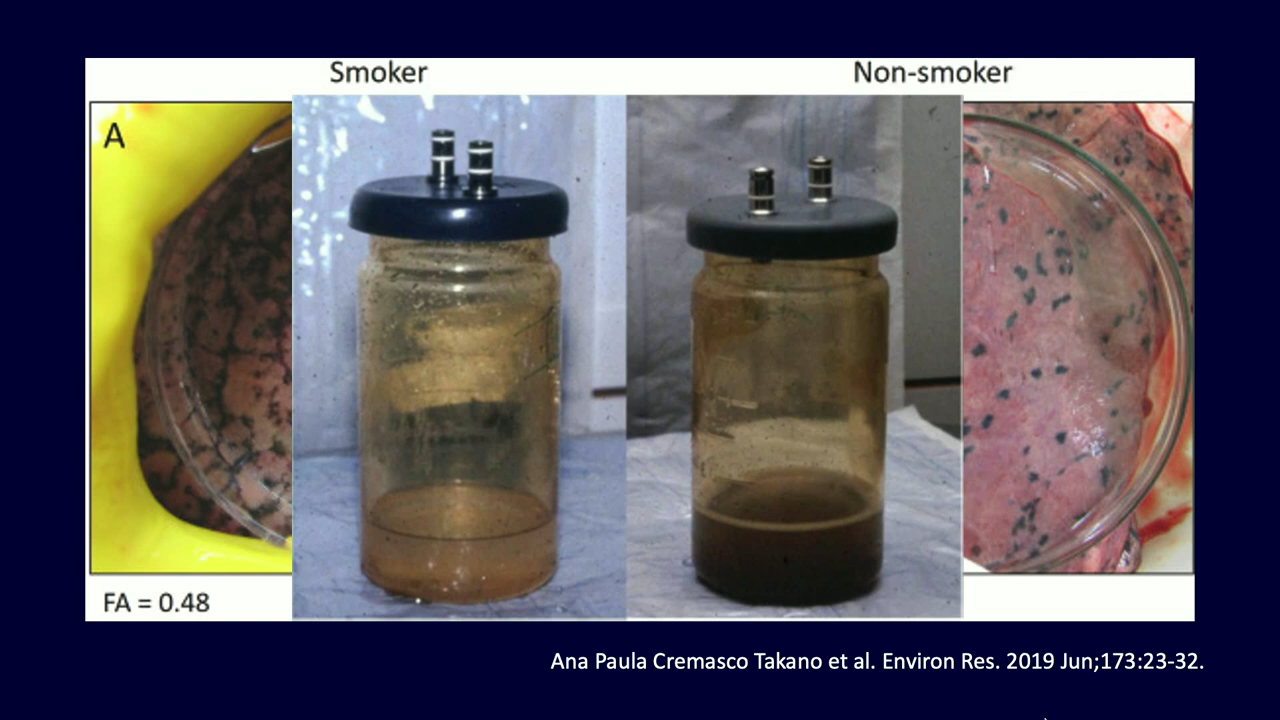 Smoker
Non-smoker
A
FA = 0.48
Ana Paula Cremasco Takano et al. Environ Res. 2019 Jun;173:23-32.